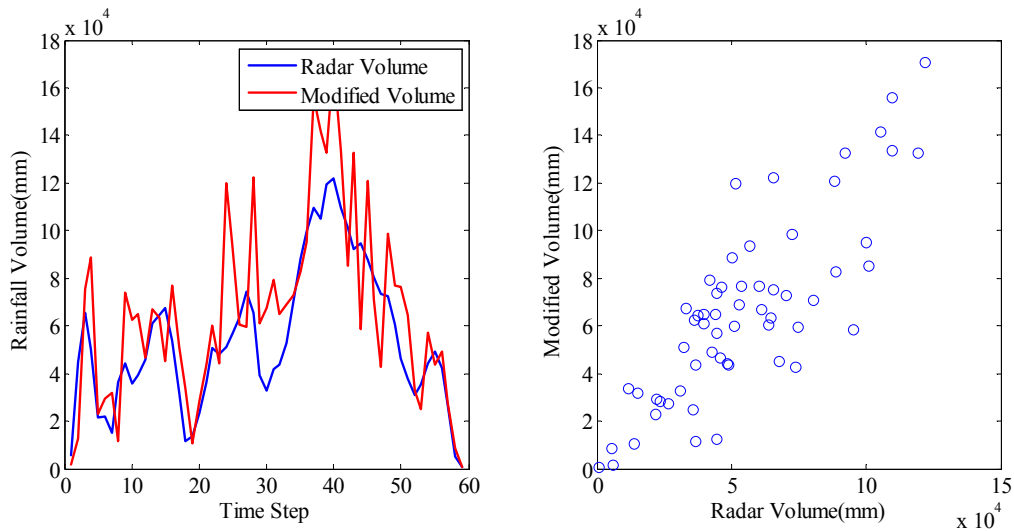 x 10^4
18
16
14
12
10
8
6
4
2
0
Rainfall Volume(mm)
Radar Volume
Modified Volume
0 10 20 30 40 50 60
Time Step
x 10^4
18
16
14
12
10
8
6
4
2
0
Modified Volume(mm)
0 5 10 15
Radar Volume(mm)
x 10^4